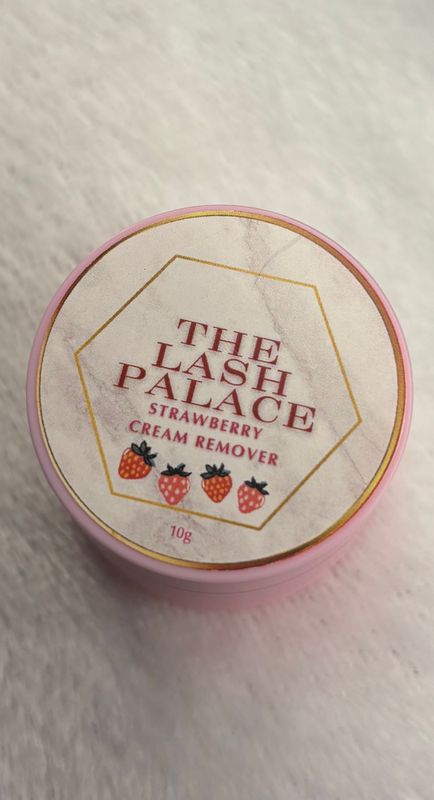 THE
LASH
PALACE
STRAWBERRY
CREAM REMOVER
10g